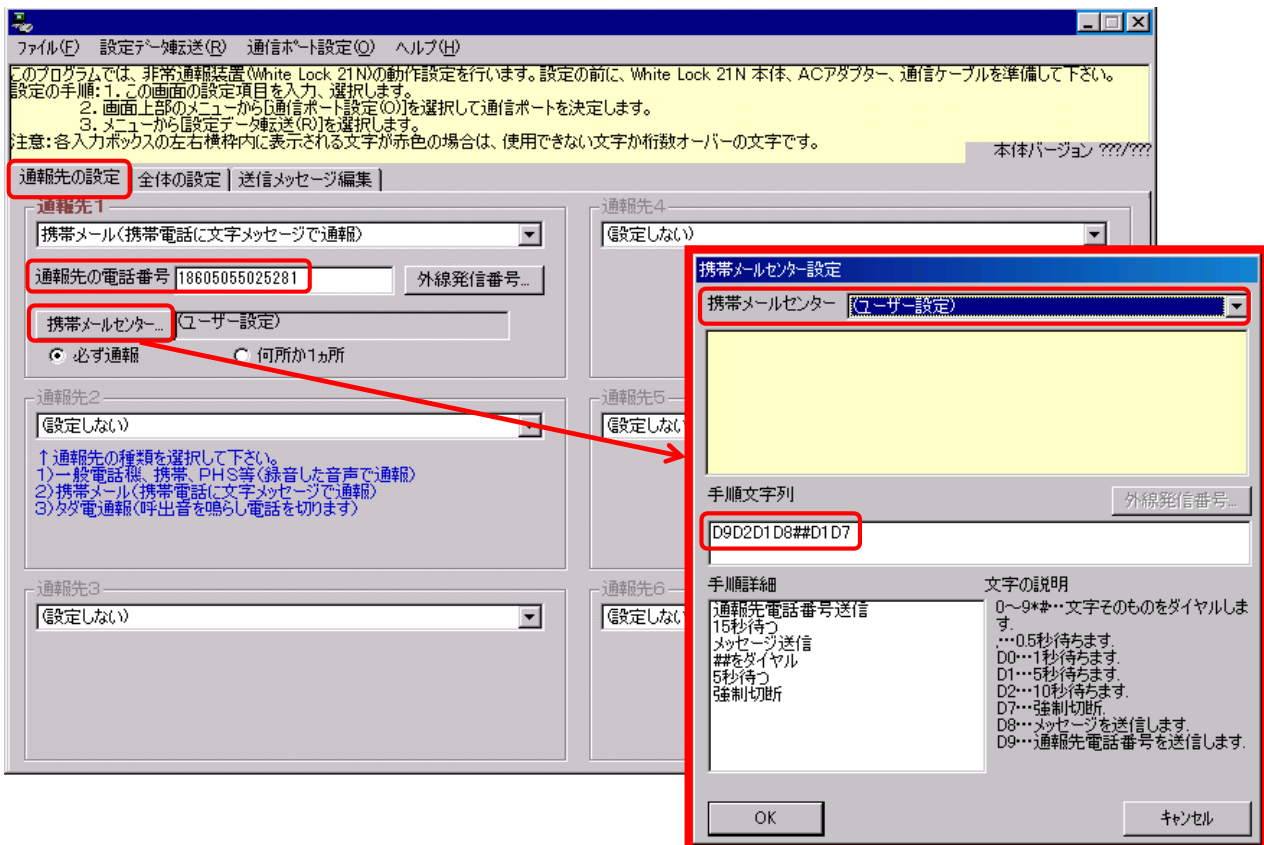 ファイル(F) 設定データ転送(R) 通信ポート設定(O) ヘルプ(H)
このプログラムでは、非常通報装置(White Lock 21N)の動作設定を行います。設定の前に、White Lock 21N 本体、ACアダプター、通信ケーブルを準備して下さい。
設定の手順:1. この画面の設定項目を入力、選択します。
2. 画面上部のメニューから[通信ポート設定(O)]を選択して通信ポートを決定します。
3. メニューから[設定データ転送(R)]を選択します。
注意:各入力ボックスの左右横枠内に表示される文字が赤色の場合は、使用できない文字か桁数オーバーの文字です。
本体バージョン ???/???
通報先の設定 全体の設定 送信メッセージ編集
通報先1
携帯メール(携帯電話に文字メッセージで通報)
通報先の電話番号 18605055025281 外線発信番号...
携帯メールセンター... (ユーザー設定)
必ず通報 何所か1ヵ所
通報先2
(設定しない)
↑通報先の種類を選択して下さい。
1)一般電話機、携帯、PHS等(録音した音声で通報)
2)携帯メール(携帯電話に文字メッセージで通報)
3)タダ電通報(呼出音を鳴らし電話を切ります)
通報先3
(設定しない)
通報先4
(設定しない)
通報先5
(設定しない
通報先6
(設定しない
携帯メールセンター設定
携帯メールセンター (ユーザー設定)
手順文字列 外線発信番号...
D9D2D1D8##D1D7
手順詳細
通報先電話番号送信
15秒待つ
メッセージ送信
##をダイヤル
5秒待つ
強制切断
文字の説明
0~9*#…文字そのものをダイヤルしま
す.
,…0.5秒待ちます.
D0…1秒待ちます.
D1…5秒待ちます.
D2…10秒待ちます.
D7…強制切断.
D8…メッセージを送信します.
D9…通報先電話番号を送信します.
OK キャンセル